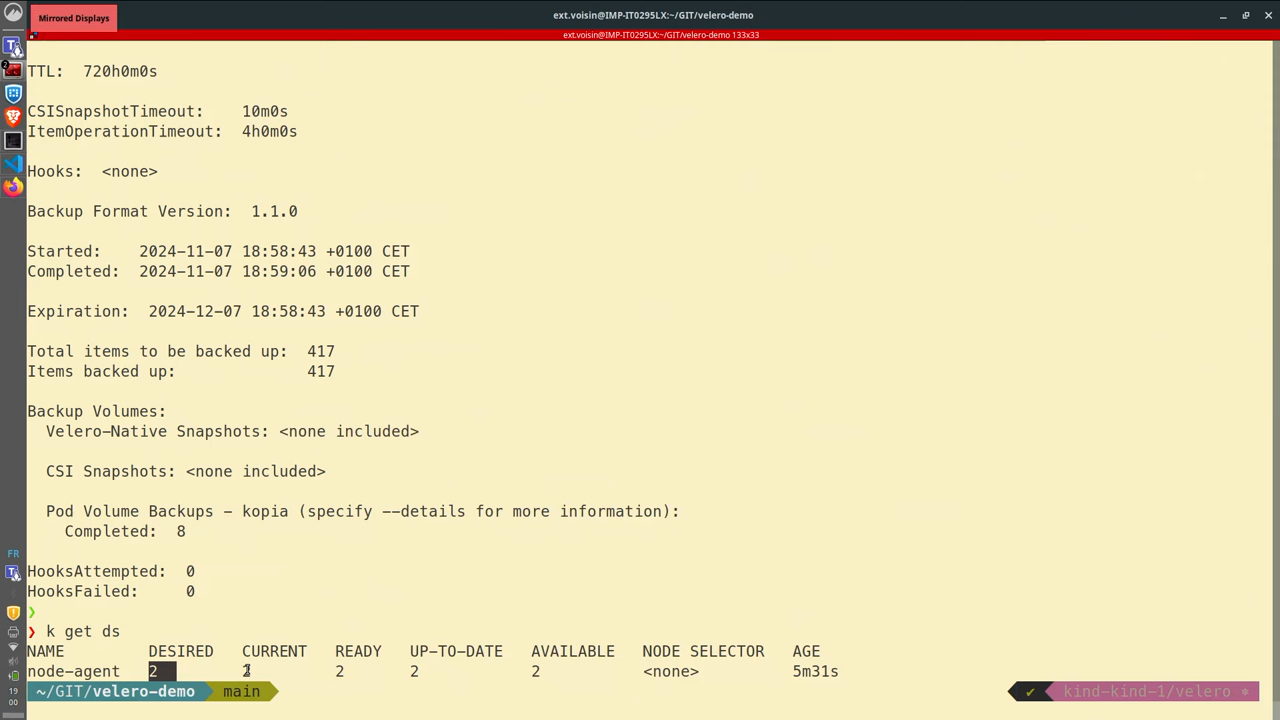 Mirrored Displays
ext.voisin@IMP-IT0295LX:~/GIT/velero-demo
ext.voisin@IMP-IT0295LX:~/GIT/velero-demo 133x33
TTL:  720h0m0s
CSISnapshotTimeout:    10m0s
ItemOperationTimeout:  4h0m0s
Hooks:  <none>
Backup Format Version:  1.1.0
Started:    2024-11-07 18:58:43 +0100 CET
Completed:  2024-11-07 18:59:06 +0100 CET
Expiration:  2024-12-07 18:58:43 +0100 CET
Total items to be backed up:  417
Items backed up:              417
Backup Volumes:
  Velero-Native Snapshots: <none included>
  CSI Snapshots: <none included>
  Pod Volume Backups - kopia (specify --details for more information):
    Completed:  8
HooksAttempted:  0
HooksFailed:     0
❯
❯ k get ds
NAME         DESIRED   CURRENT   READY   UP-TO-DATE   AVAILABLE   NODE SELECTOR   AGE
node-agent   2         2         2       2            2           <none>          5m31s
~/GIT/velero-demo  main  ✔  kind-kind-1/velero ⎈
2
FR
19
00